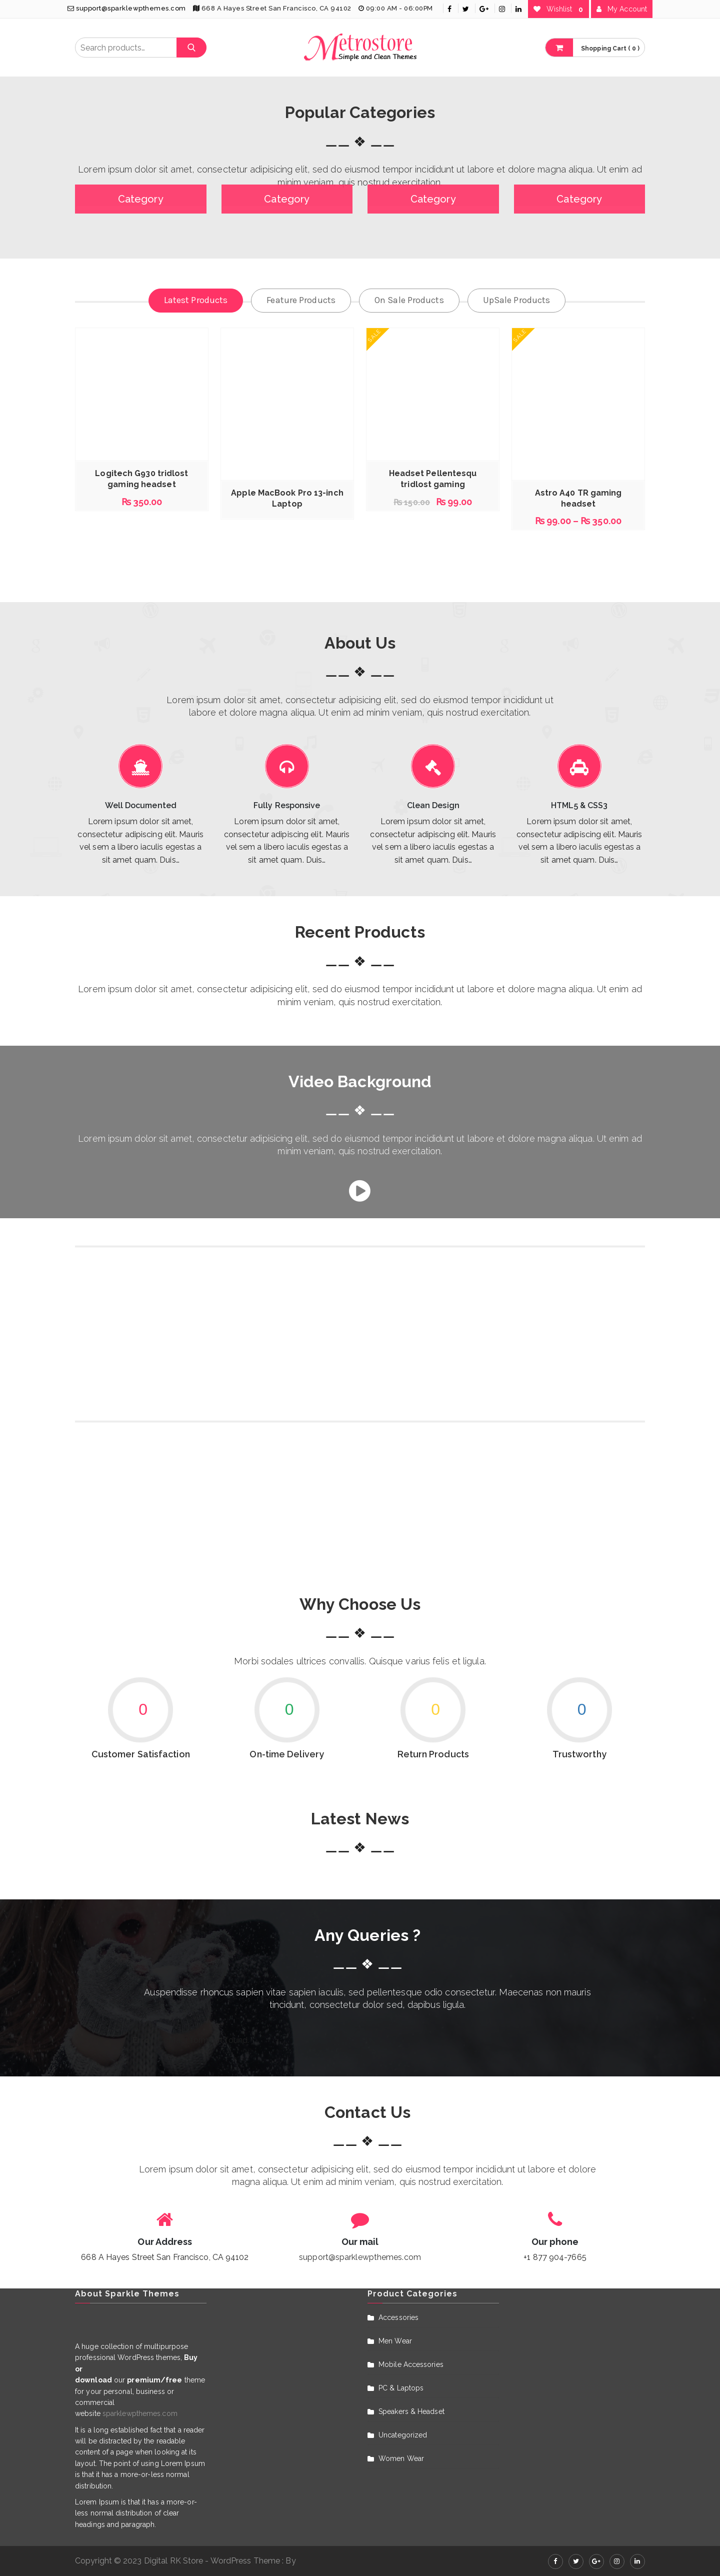 support@sparklewpthemes.com 668 A Hayes Street San Francisco, CA 94102 09:00 AM - 06:00PM Wishlist 0 My Account
Search products…
Metrostore
Simple and Clean Themes
Shopping Cart ( 0 )
Popular Categories
Lorem ipsum dolor sit amet, consectetur adipisicing elit, sed do eiusmod tempor incididunt ut labore et dolore magna aliqua. Ut enim ad
minim veniam, quis nostrud exercitation.
Category Category Category Category
Latest Products Feature Products On Sale Products UpSale Products
SALE SALE
Logitech G930 tridlost
gaming headset
₨ 350.00
Apple MacBook Pro 13-inch
Laptop
Headset Pellentesqu
tridlost gaming
₨ 150.00 ₨ 99.00
Astro A40 TR gaming
headset
₨ 99.00 – ₨ 350.00
About Us
Lorem ipsum dolor sit amet, consectetur adipisicing elit, sed do eiusmod tempor incididunt ut
labore et dolore magna aliqua. Ut enim ad minim veniam, quis nostrud exercitation.
Well Documented
Lorem ipsum dolor sit amet,
consectetur adipiscing elit. Mauris
vel sem a libero iaculis egestas a
sit amet quam. Duis…
Fully Responsive
Lorem ipsum dolor sit amet,
consectetur adipiscing elit. Mauris
vel sem a libero iaculis egestas a
sit amet quam. Duis…
Clean Design
Lorem ipsum dolor sit amet,
consectetur adipiscing elit. Mauris
vel sem a libero iaculis egestas a
sit amet quam. Duis…
HTML5 & CSS3
Lorem ipsum dolor sit amet,
consectetur adipiscing elit. Mauris
vel sem a libero iaculis egestas a
sit amet quam. Duis…
Recent Products
Lorem ipsum dolor sit amet, consectetur adipisicing elit, sed do eiusmod tempor incididunt ut labore et dolore magna aliqua. Ut enim ad
minim veniam, quis nostrud exercitation.
Video Background
Lorem ipsum dolor sit amet, consectetur adipisicing elit, sed do eiusmod tempor incididunt ut labore et dolore magna aliqua. Ut enim ad
minim veniam, quis nostrud exercitation.
Why Choose Us
Morbi sodales ultrices convallis. Quisque varius felis et ligula.
0 0 0 0
Customer Satisfaction On-time Delivery Return Products Trustworthy
Latest News
Any Queries ?
Auspendisse rhoncus sapien vitae sapien iaculis, sed pellentesque odio consectetur. Maecenas non mauris
tincidunt, consectetur dolor sed, dapibus ligula.
Contact Us
Lorem ipsum dolor sit amet, consectetur adipisicing elit, sed do eiusmod tempor incididunt ut labore et dolore
magna aliqua. Ut enim ad minim veniam, quis nostrud exercitation.
Our Address
668 A Hayes Street San Francisco, CA 94102
Our mail
support@sparklewpthemes.com
Our phone
+1 877 904-7665
About Sparkle Themes
A huge collection of multipurpose
professional WordPress themes, Buy
or
download our premium/free theme
for your personal, business or
commercial
website sparklewpthemes.com
It is a long established fact that a reader
will be distracted by the readable
content of a page when looking at its
layout. The point of using Lorem Ipsum
is that it has a more-or-less normal
distribution.
Lorem Ipsum is that it has a more-or-
less normal distribution of clear
headings and paragraph.
Product Categories
Accessories
Men Wear
Mobile Accessories
PC & Laptops
Speakers & Headset
Uncategorized
Women Wear
Copyright © 2023 Digital RK Store - WordPress Theme : By